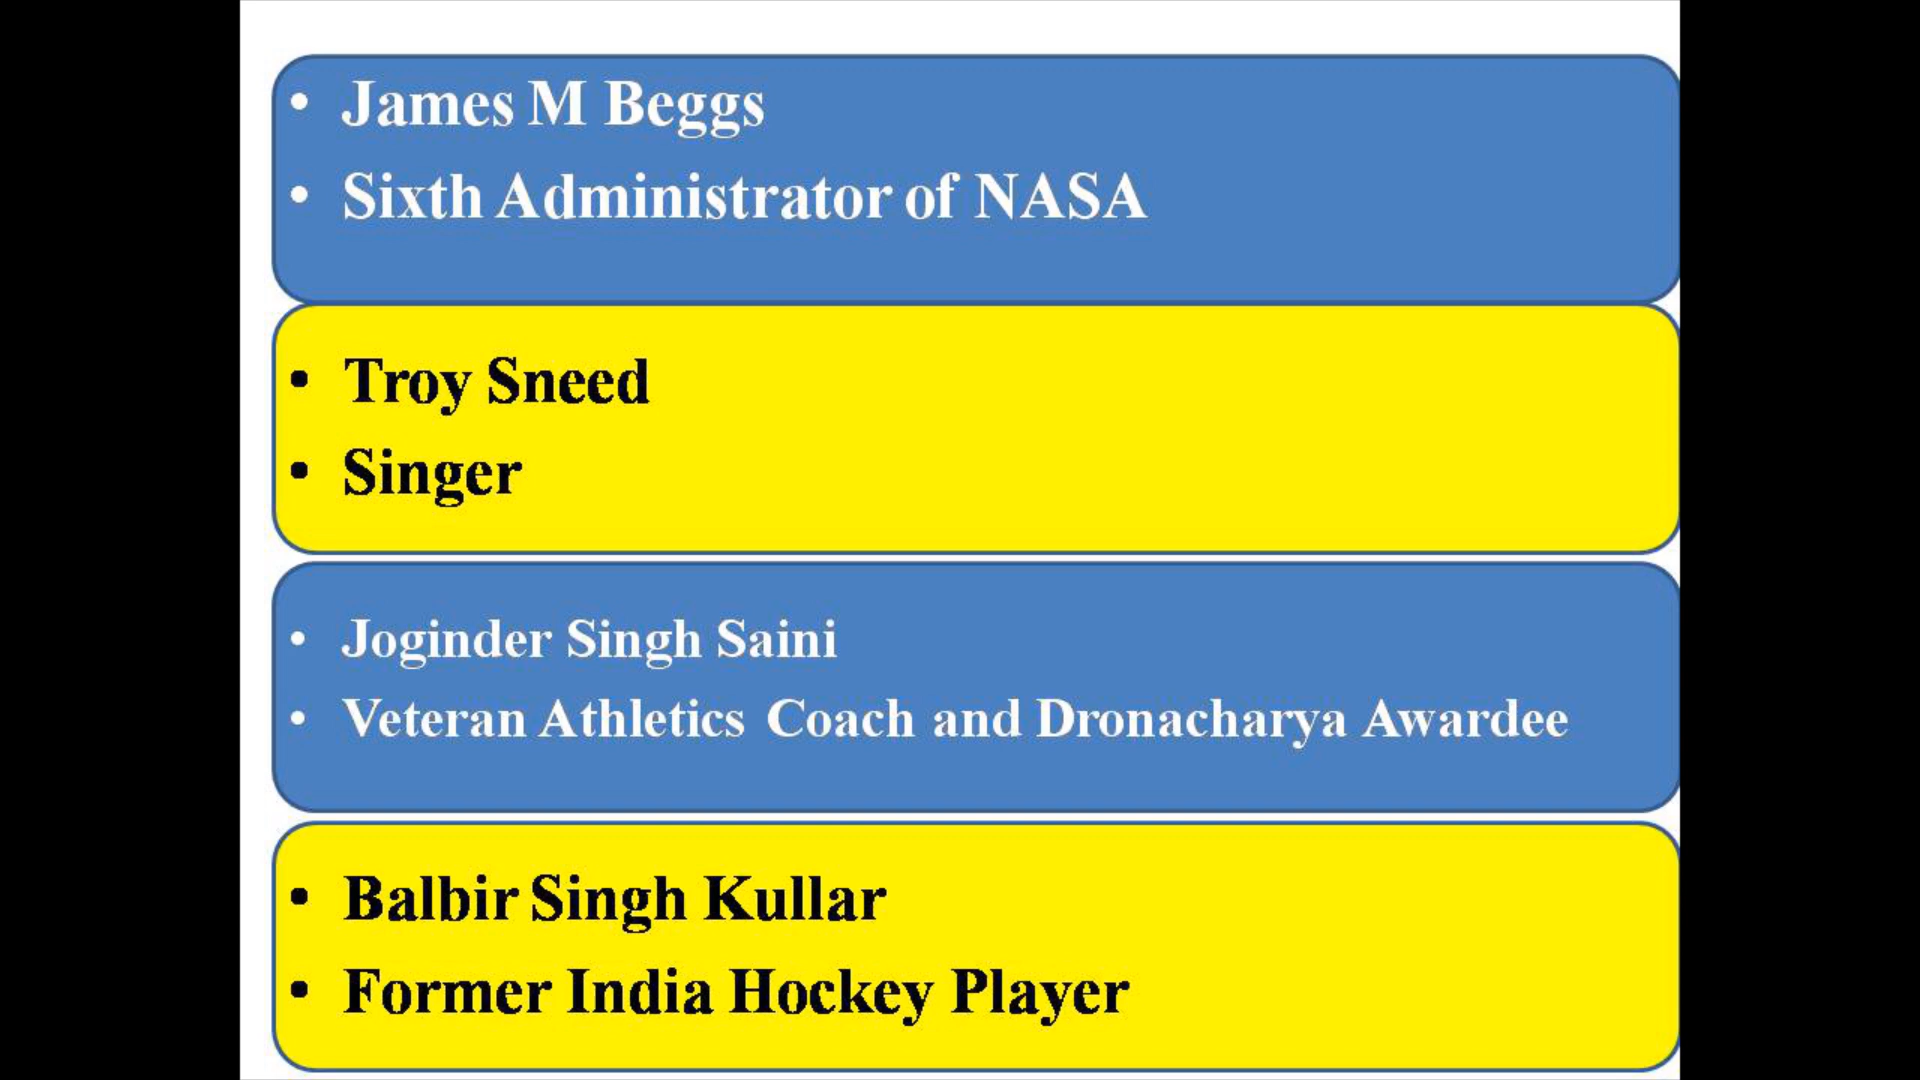 • James M Beggs
• Sixth Administrator of NASA
• Troy Sneed
• Singer
• Joginder Singh Saini
• Veteran Athletics Coach and Dronacharya Awardee
• Balbir Singh Kullar
• Former India Hockey Player